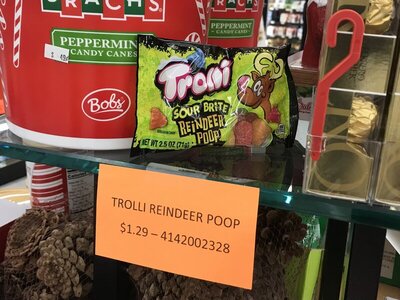 BRACHS
PEPPERMINT
CANDY CANES
Bobs
PEPPERMINT
CANDY CANES
Trolli
SOUR BRITE
REINDEER
POOP
NET WT 2.5 OZ (71g)
TROLLI REINDEER POOP
$1.29 – 4142002328